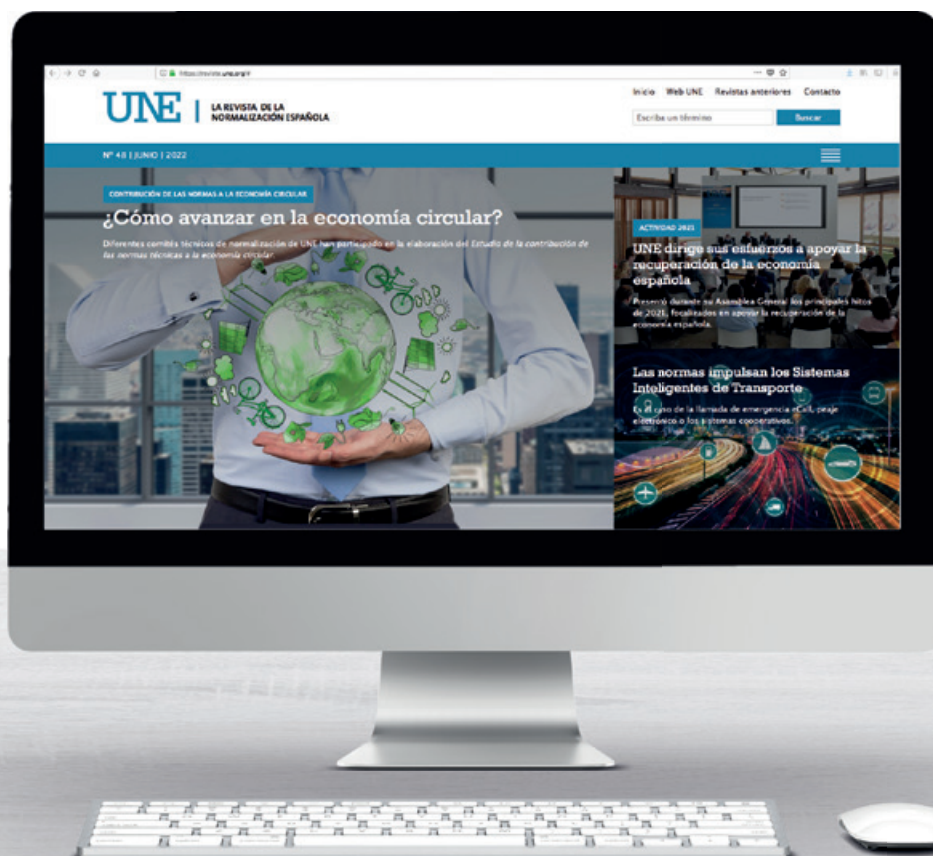 https://revista.une.org/#
UNE
LA REVISTA DE LA
NORMALIZACIÓN ESPAÑOLA
Inicio Web UNE Revistas anteriores Contacto
Escriba un término
Buscar
Nº 48 | JUNIO | 2022
CONTRIBUCIÓN DE LAS NORMAS A LA ECONOMÍA CIRCULAR
¿Cómo avanzar en la economía circular?
Diferentes comités técnicos de normalización de UNE han participado en la elaboración del Estudio de la contribución de
las normas técnicas a la economía circular.
ACTIVIDAD 2021
UNE dirige sus esfuerzos a apoyar la
recuperación de la economía
española
Presentó durante su Asamblea General los principales hitos
de 2021, focalizados en apoyar la recuperación de la
economía española.
Las normas impulsan los Sistemas
Inteligentes de Transporte
Es el caso de la llamada de emergencia eCall, peaje
electrónico o los sistemas cooperativos.